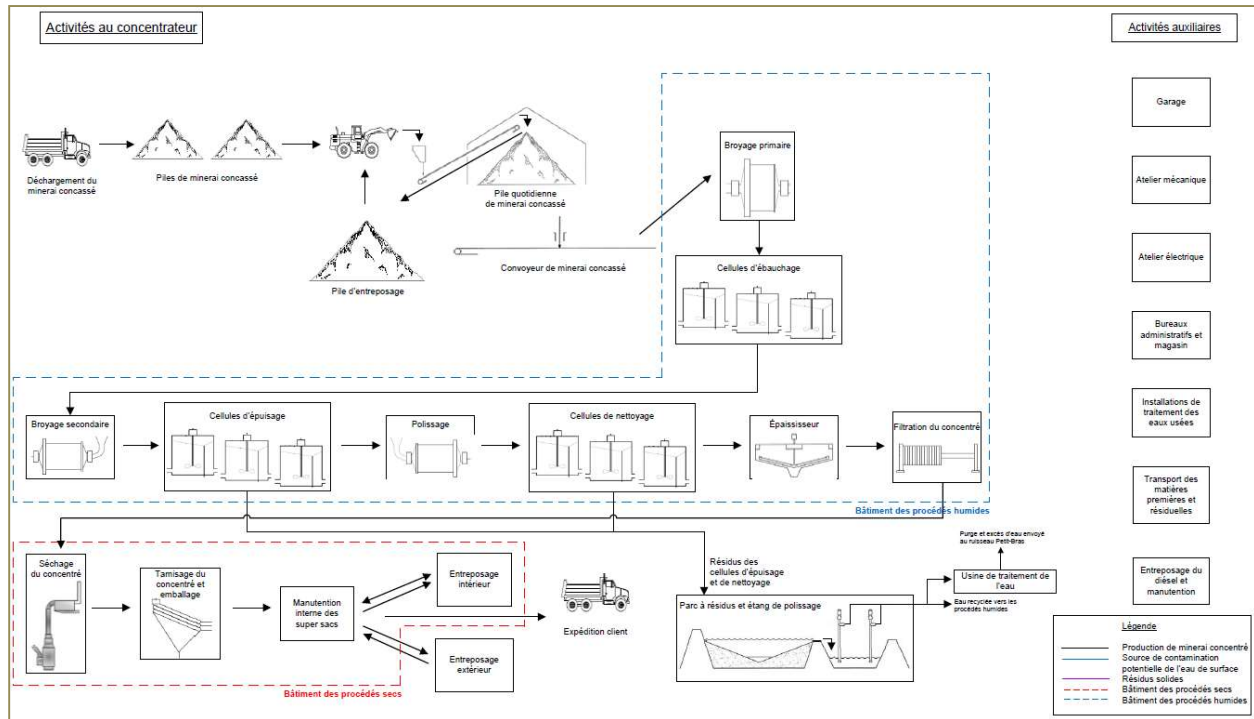 Activités au concentrateur
Activités auxiliaires
Déchargement du
minerai concassé
Piles de minerai concassé
Pile d'entreposage
Pile quotidienne
de minerai concassé
Convoyeur de minerai concassé
Broyage primaire
Cellules d'ébauchage
Broyage secondaire
Cellules d'épuisage
Polissage
Cellules de nettoyage
Épaississeur
Filtration du concentré
Bâtiment des procédés humides
Séchage
du concentré
Tamisage du
concentré et
emballage
Manutention
interne des
super sacs
Entreposage
intérieur
Entreposage
extérieur
Bâtiment des procédés secs
Expédition client
Résidus des
cellules d'épuisage
et de nettoyage
Parc à résidus et étang de polissage
Purge et excès d'eau envoyé
au ruisseau Petit-Bras
Usine de traitement de
l'eau
Eau recyclée vers les
procédés humides
Garage
Atelier mécanique
Atelier électrique
Bureaux
administratifs et
magasin
Installations de
traitement des
eaux usées
Transport des
matières
premières et
résiduelles
Entreposage du
diésel et
manutention
Légende
Production de minerai concentré
Source de contamination
potentielle de l'eau de surface
Résidus solides
Bâtiment des procédés secs
Bâtiment des procédés humides